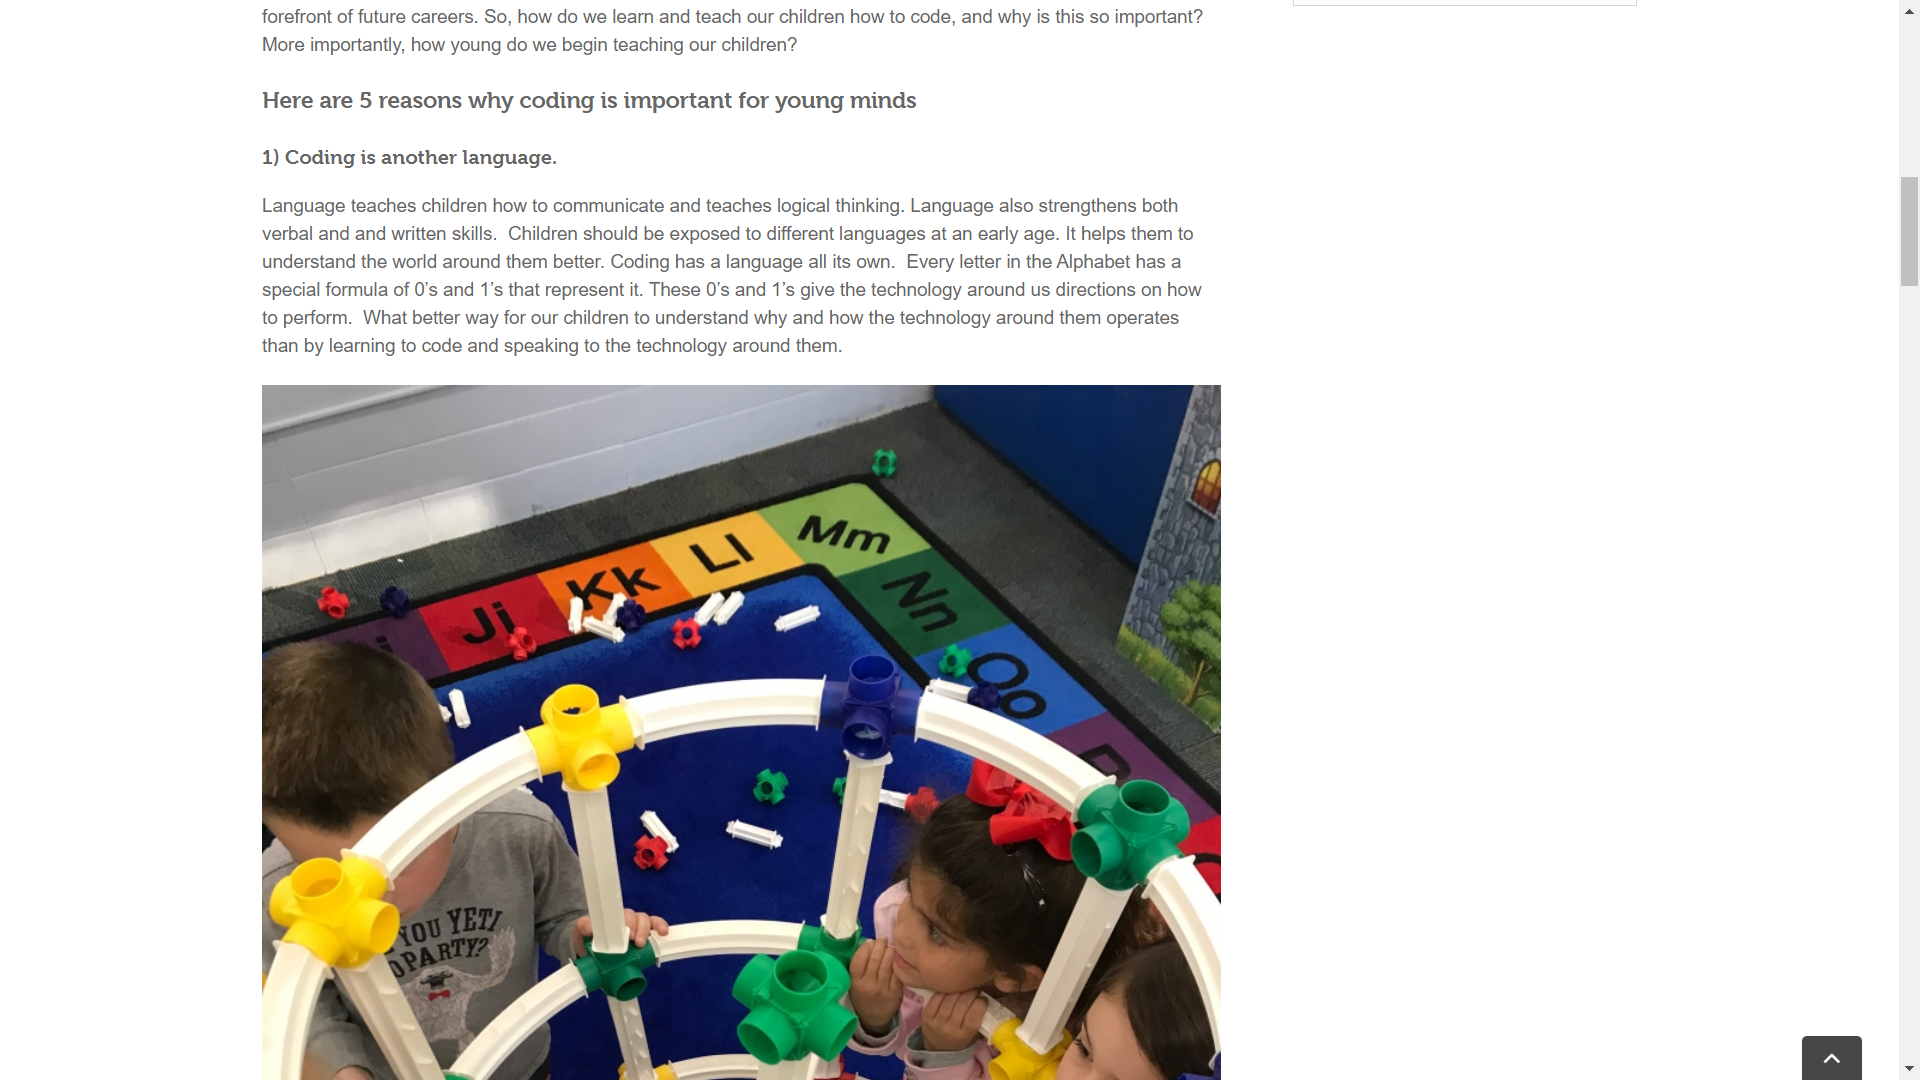 forefront of future careers. So, how do we learn and teach our children how to code, and why is this so important?
More importantly, how young do we begin teaching our children?
Here are 5 reasons why coding is important for young minds
1) Coding is another language.
Language teaches children how to communicate and teaches logical thinking. Language also strengthens both
verbal and and written skills.  Children should be exposed to different languages at an early age. It helps them to
understand the world around them better. Coding has a language all its own.  Every letter in the Alphabet has a
special formula of 0’s and 1’s that represent it. These 0’s and 1’s give the technology around us directions on how
to perform.  What better way for our children to understand why and how the technology around them operates
than by learning to code and speaking to the technology around them.
Jj
Kk
Ll
Mm
Nn
Oo
YOU YETI
PARTY?